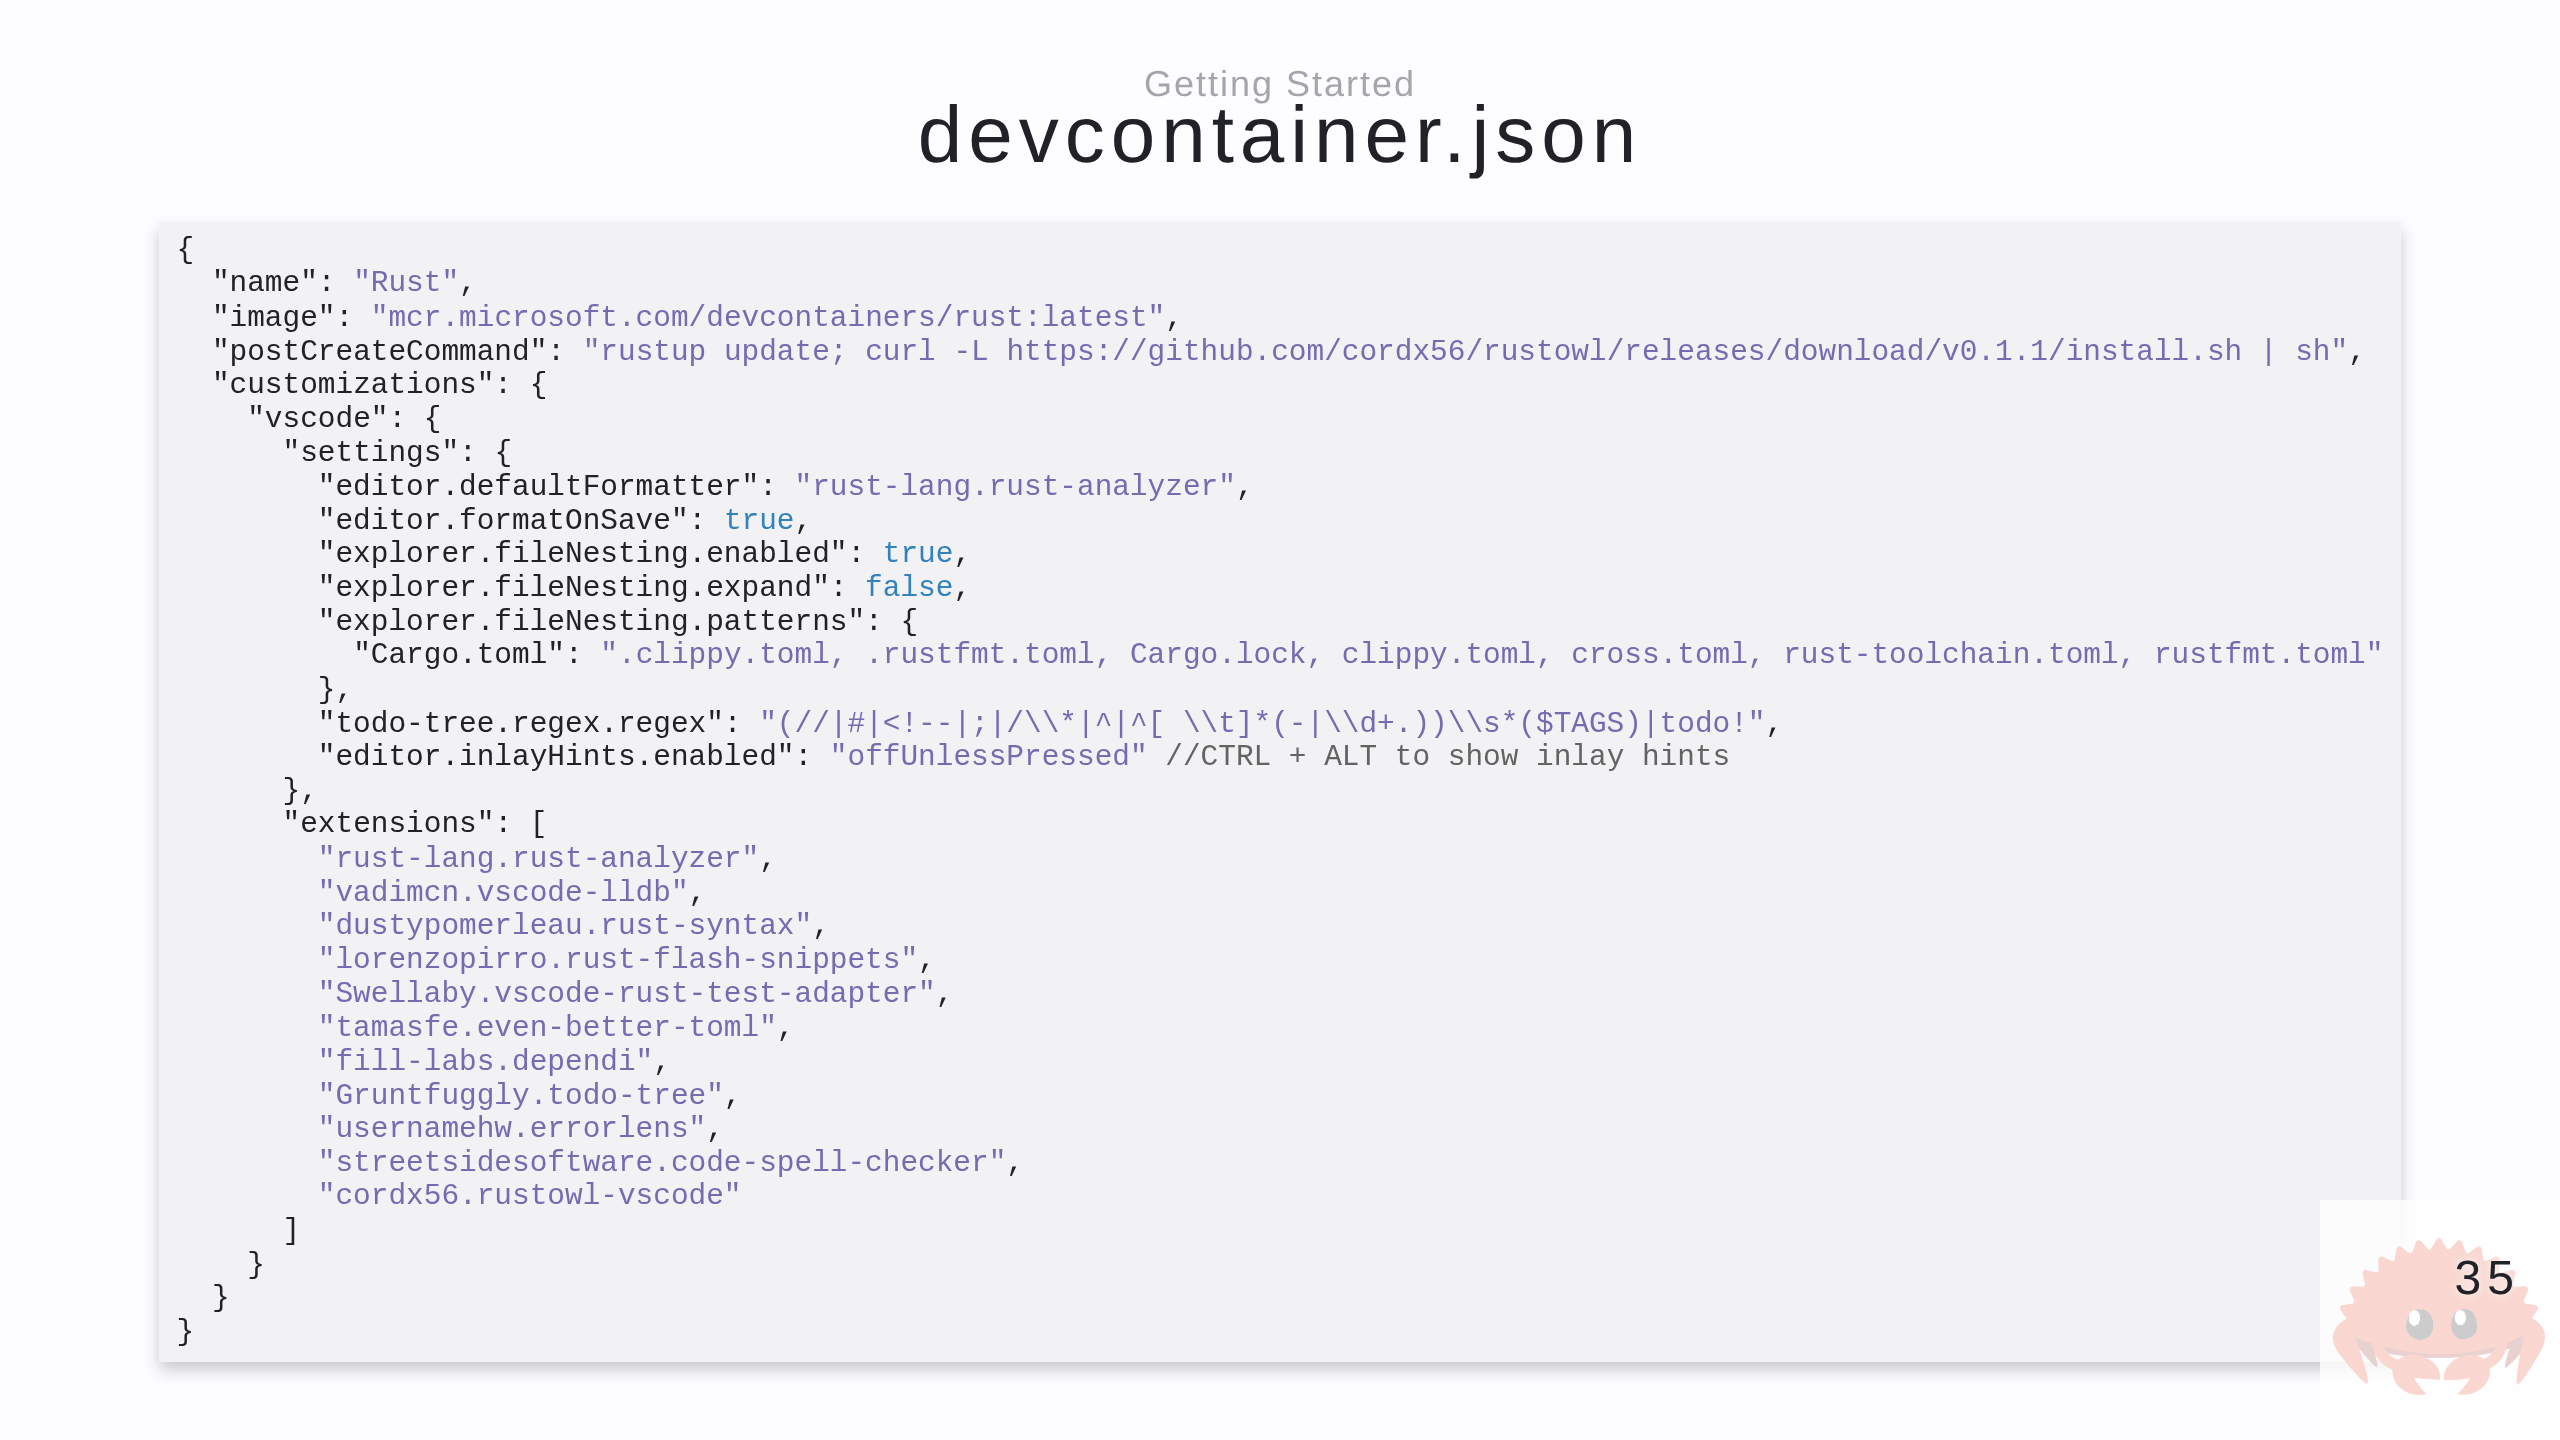 Getting Started
devcontainer.json
{
  "name": "Rust",
  "image": "mcr.microsoft.com/devcontainers/rust:latest",
  "postCreateCommand": "rustup update; curl -L https://github.com/cordx56/rustowl/releases/download/v0.1.1/install.sh | sh",
  "customizations": {
    "vscode": {
      "settings": {
        "editor.defaultFormatter": "rust-lang.rust-analyzer",
        "editor.formatOnSave": true,
        "explorer.fileNesting.enabled": true,
        "explorer.fileNesting.expand": false,
        "explorer.fileNesting.patterns": {
          "Cargo.toml": ".clippy.toml, .rustfmt.toml, Cargo.lock, clippy.toml, cross.toml, rust-toolchain.toml, rustfmt.toml"
        },
        "todo-tree.regex.regex": "(//|#|<!--|;|/\\*|^|^[ \\t]*(-|\\d+.))\\s*($TAGS)|todo!",
        "editor.inlayHints.enabled": "offUnlessPressed" //CTRL + ALT to show inlay hints
      },
      "extensions": [
        "rust-lang.rust-analyzer",
        "vadimcn.vscode-lldb",
        "dustypomerleau.rust-syntax",
        "lorenzopirro.rust-flash-snippets",
        "Swellaby.vscode-rust-test-adapter",
        "tamasfe.even-better-toml",
        "fill-labs.dependi",
        "Gruntfuggly.todo-tree",
        "usernamehw.errorlens",
        "streetsidesoftware.code-spell-checker",
        "cordx56.rustowl-vscode"
      ]
    }
  }
}
35